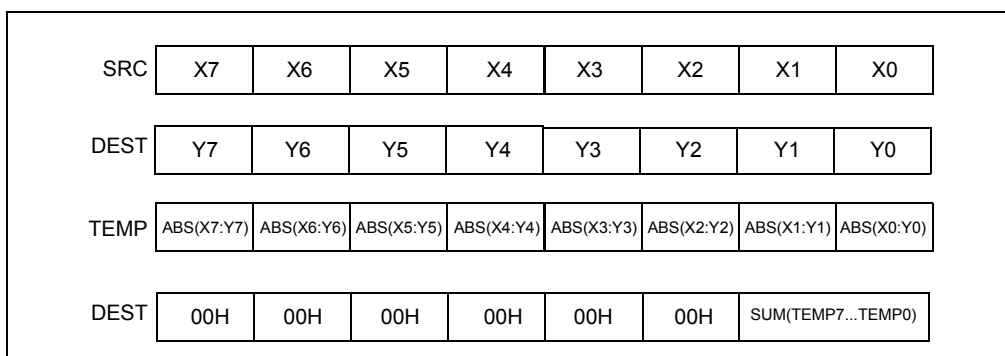 SRC X7 X6 X5 X4 X3 X2 X1 X0
DEST Y7 Y6 Y5 Y4 Y3 Y2 Y1 Y0
TEMP ABS(X7:Y7) ABS(X6:Y6) ABS(X5:Y5) ABS(X4:Y4) ABS(X3:Y3) ABS(X2:Y2) ABS(X1:Y1) ABS(X0:Y0)
DEST 00H 00H 00H 00H 00H 00H SUM(TEMP7...TEMP0)